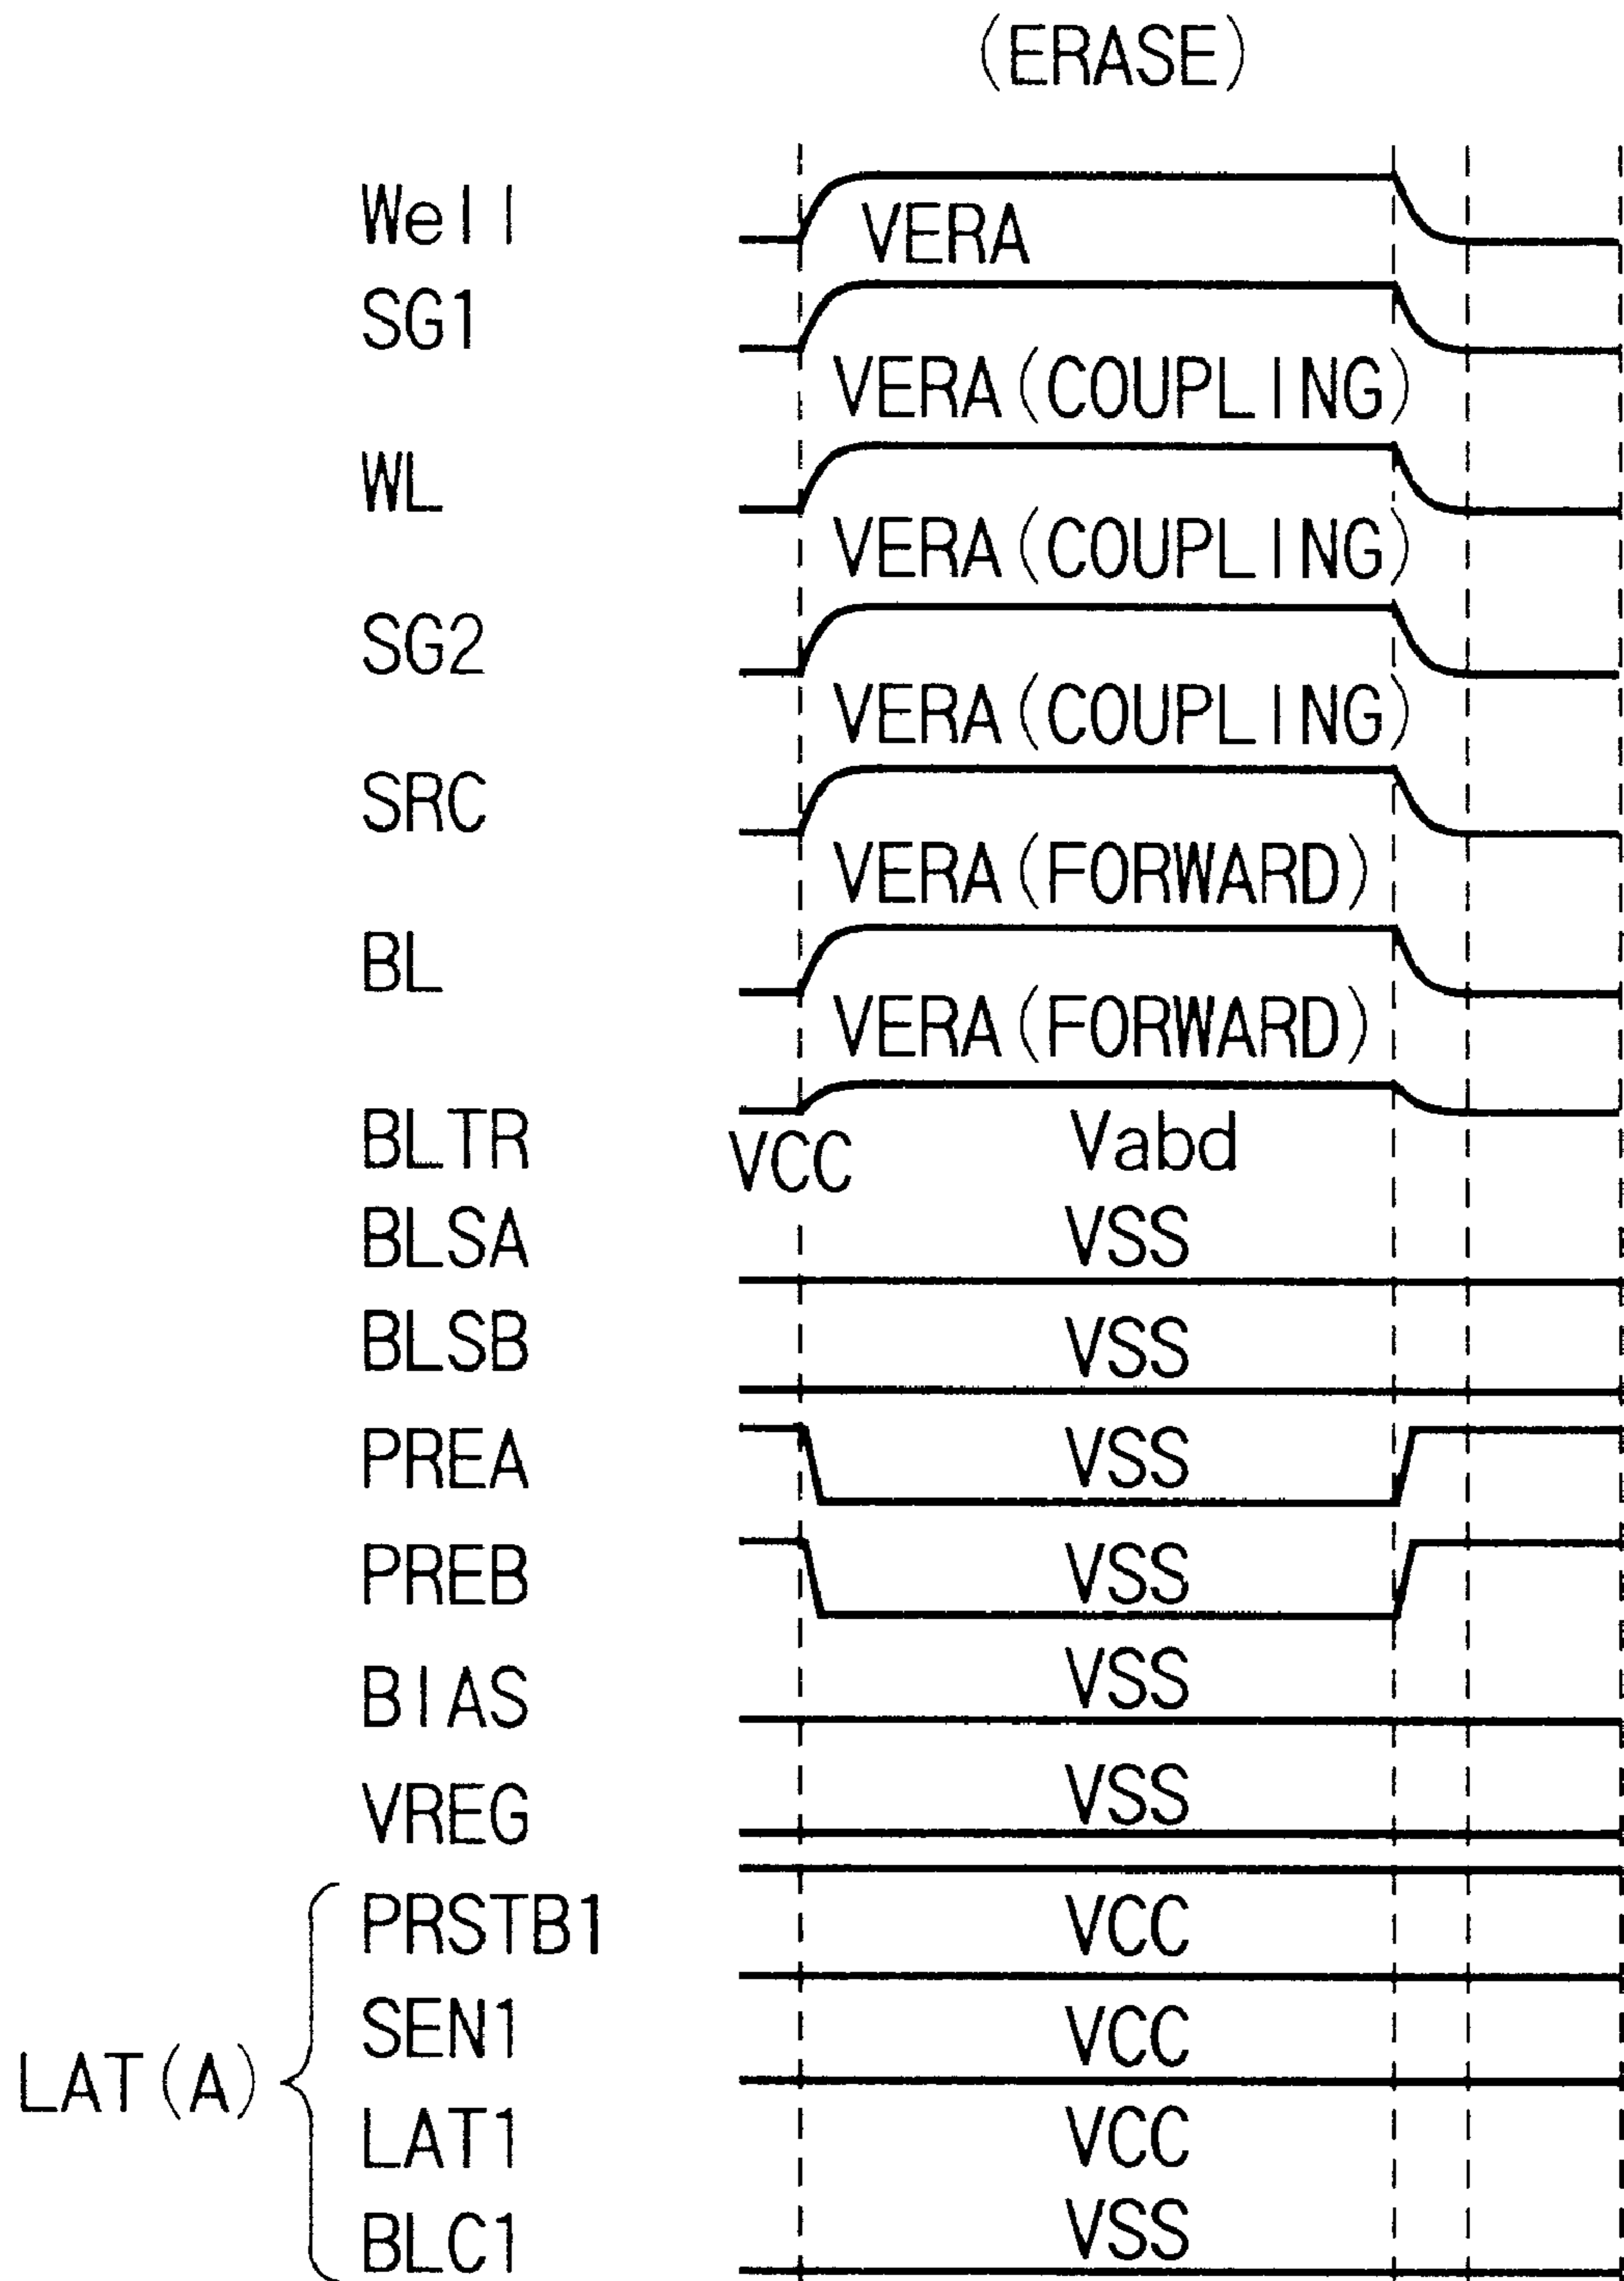 (ERASE)
Well VERA
SG1 VERA(COUPLING)
WL VERA(COUPLING)
SG2 VERA(COUPLING)
SRC VERA(FORWARD)
BL VERA(FORWARD)
BLTR VCC Vabd
BLSA VSS
BLSB VSS
PREA VSS
PREB VSS
BIAS VSS
VREG VSS
PRSTB1 VCC
SEN1 VCC
LAT(A)
LAT1 VCC
BLC1 VSS